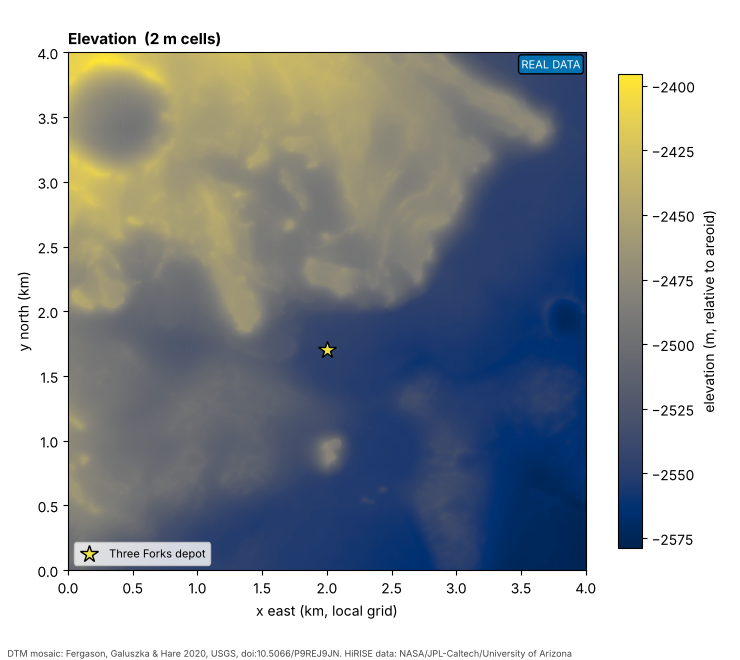 Elevation (2 m cells)
REAL DATA
4.0
3.5
3.0
2.5
2.0
1.5
1.0
0.5
0.0
y north (km)
0.0 0.5 1.0 1.5 2.0 2.5 3.0 3.5 4.0
x east (km, local grid)
Three Forks depot
−2400
−2425
−2450
−2475
−2500
−2525
−2550
−2575
elevation (m, relative to areoid)
DTM mosaic: Fergason, Galuszka & Hare 2020, USGS, doi:10.5066/P9REJ9JN. HiRISE data: NASA/JPL-Caltech/University of Arizona